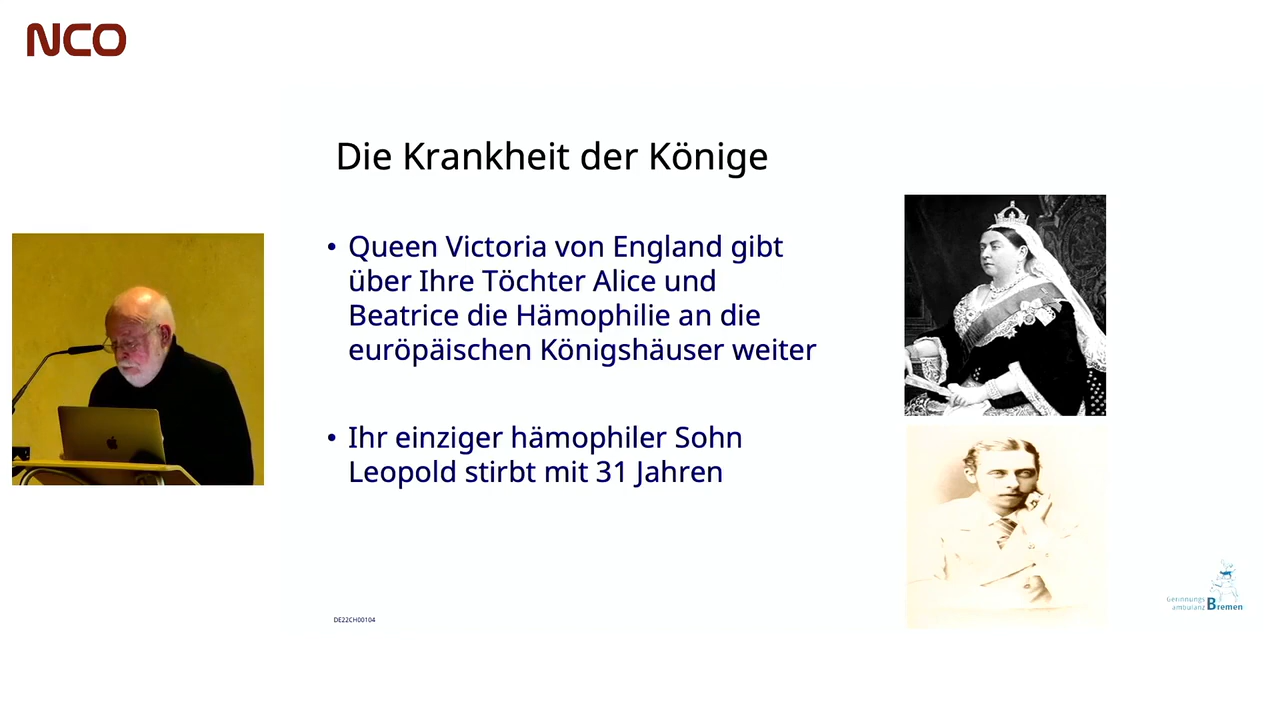 NCO
Die Krankheit der Könige
• Queen Victoria von England gibt
über Ihre Töchter Alice und
Beatrice die Hämophilie an die
euröpäischen Königshäuser weiter
• Ihr einziger hämophiler Sohn
Leopold stirbt mit 31 Jahren
DE22CH00104
Gerinnungs
ambulanz Bremen